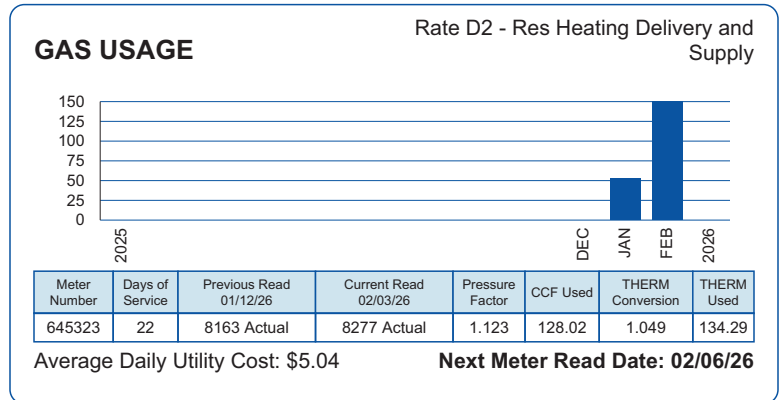 GAS USAGE
Rate D2 - Res Heating Delivery and
Supply
150
125
100
75
50
25
0
2025
DEC
JAN
FEB
2026
Meter Number
Days of Service
Previous Read 01/12/26
Current Read 02/03/26
Pressure Factor
CCF Used
THERM Conversion
THERM Used
645323
22
8163 Actual
8277 Actual
1.123
128.02
1.049
134.29
Average Daily Utility Cost: $5.04
Next Meter Read Date: 02/06/26